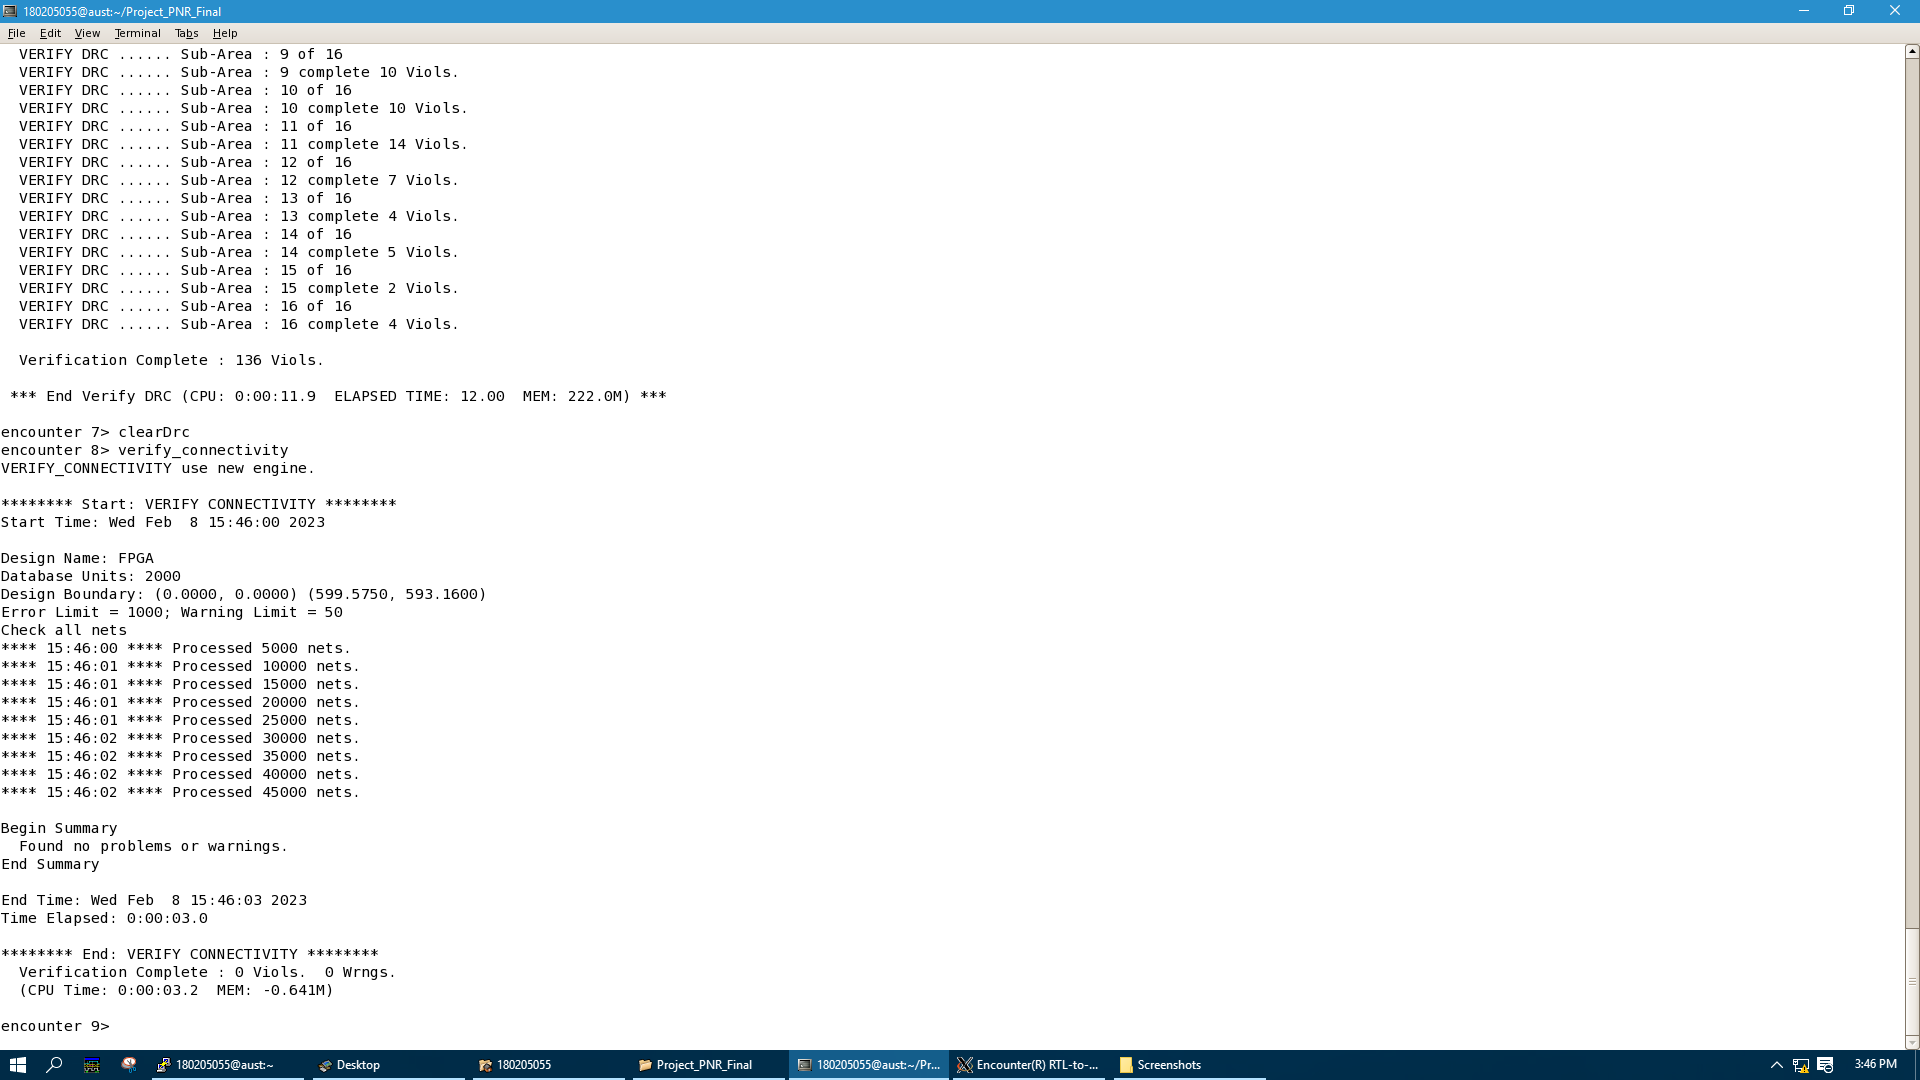 180205055@aust:~/Project_PNR_Final
File Edit View Terminal Tabs Help
VERIFY DRC ...... Sub-Area : 9 of 16
VERIFY DRC ...... Sub-Area : 9 complete 10 Viols.
VERIFY DRC ...... Sub-Area : 10 of 16
VERIFY DRC ...... Sub-Area : 10 complete 10 Viols.
VERIFY DRC ...... Sub-Area : 11 of 16
VERIFY DRC ...... Sub-Area : 11 complete 14 Viols.
VERIFY DRC ...... Sub-Area : 12 of 16
VERIFY DRC ...... Sub-Area : 12 complete 7 Viols.
VERIFY DRC ...... Sub-Area : 13 of 16
VERIFY DRC ...... Sub-Area : 13 complete 4 Viols.
VERIFY DRC ...... Sub-Area : 14 of 16
VERIFY DRC ...... Sub-Area : 14 complete 5 Viols.
VERIFY DRC ...... Sub-Area : 15 of 16
VERIFY DRC ...... Sub-Area : 15 complete 2 Viols.
VERIFY DRC ...... Sub-Area : 16 of 16
VERIFY DRC ...... Sub-Area : 16 complete 4 Viols.
Verification Complete : 136 Viols.
*** End Verify DRC (CPU: 0:00:11.9  ELAPSED TIME: 12.00  MEM: 222.0M) ***
encounter 7> clearDrc
encounter 8> verify_connectivity
VERIFY_CONNECTIVITY use new engine.
******** Start: VERIFY CONNECTIVITY ********
Start Time: Wed Feb  8 15:46:00 2023
Design Name: FPGA
Database Units: 2000
Design Boundary: (0.0000, 0.0000) (599.5750, 593.1600)
Error Limit = 1000; Warning Limit = 50
Check all nets
**** 15:46:00 **** Processed 5000 nets.
**** 15:46:01 **** Processed 10000 nets.
**** 15:46:01 **** Processed 15000 nets.
**** 15:46:01 **** Processed 20000 nets.
**** 15:46:01 **** Processed 25000 nets.
**** 15:46:02 **** Processed 30000 nets.
**** 15:46:02 **** Processed 35000 nets.
**** 15:46:02 **** Processed 40000 nets.
**** 15:46:02 **** Processed 45000 nets.
Begin Summary
Found no problems or warnings.
End Summary
End Time: Wed Feb  8 15:46:03 2023
Time Elapsed: 0:00:03.0
******** End: VERIFY CONNECTIVITY ********
Verification Complete : 0 Viols.  0 Wrngs.
(CPU Time: 0:00:03.2  MEM: -0.641M)
encounter 9>
180205055@aust:~ Desktop 180205055 Project_PNR_Final 180205055@aust:~/Pr... Encounter(R) RTL-to-... Screenshots 3:46 PM